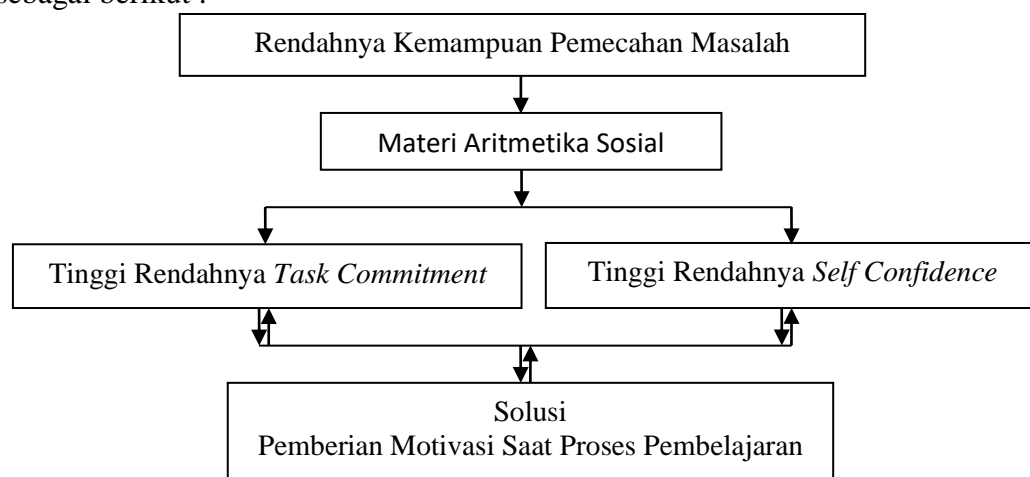 sebagai berikut :
Rendahnya Kemampuan Pemecahan Masalah
Materi Aritmetika Sosial
Tinggi Rendahnya Task Commitment
Tinggi Rendahnya Self Confidence
Solusi
Pemberian Motivasi Saat Proses Pembelajaran